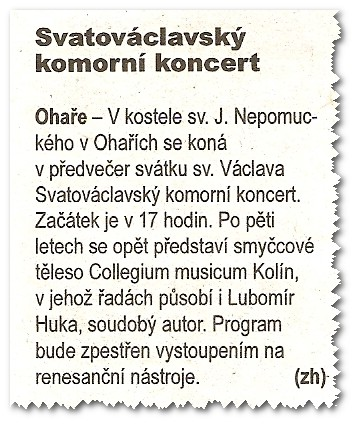 Svatováclavský
komorní koncert
Ohaře – V kostele sv. J. Nepomuc-
kého v Ohařích se koná
v předvečer svátku sv. Václava
Svatováclavský komorní koncert.
Začátek je v 17 hodin. Po pěti
letech se opět představí smyčcové
těleso Collegium musicum Kolín,
v jehož řadách působí i Lubomír
Huka, soudobý autor. Program
bude zpestřen vystoupením na
renesanční nástroje. (zh)